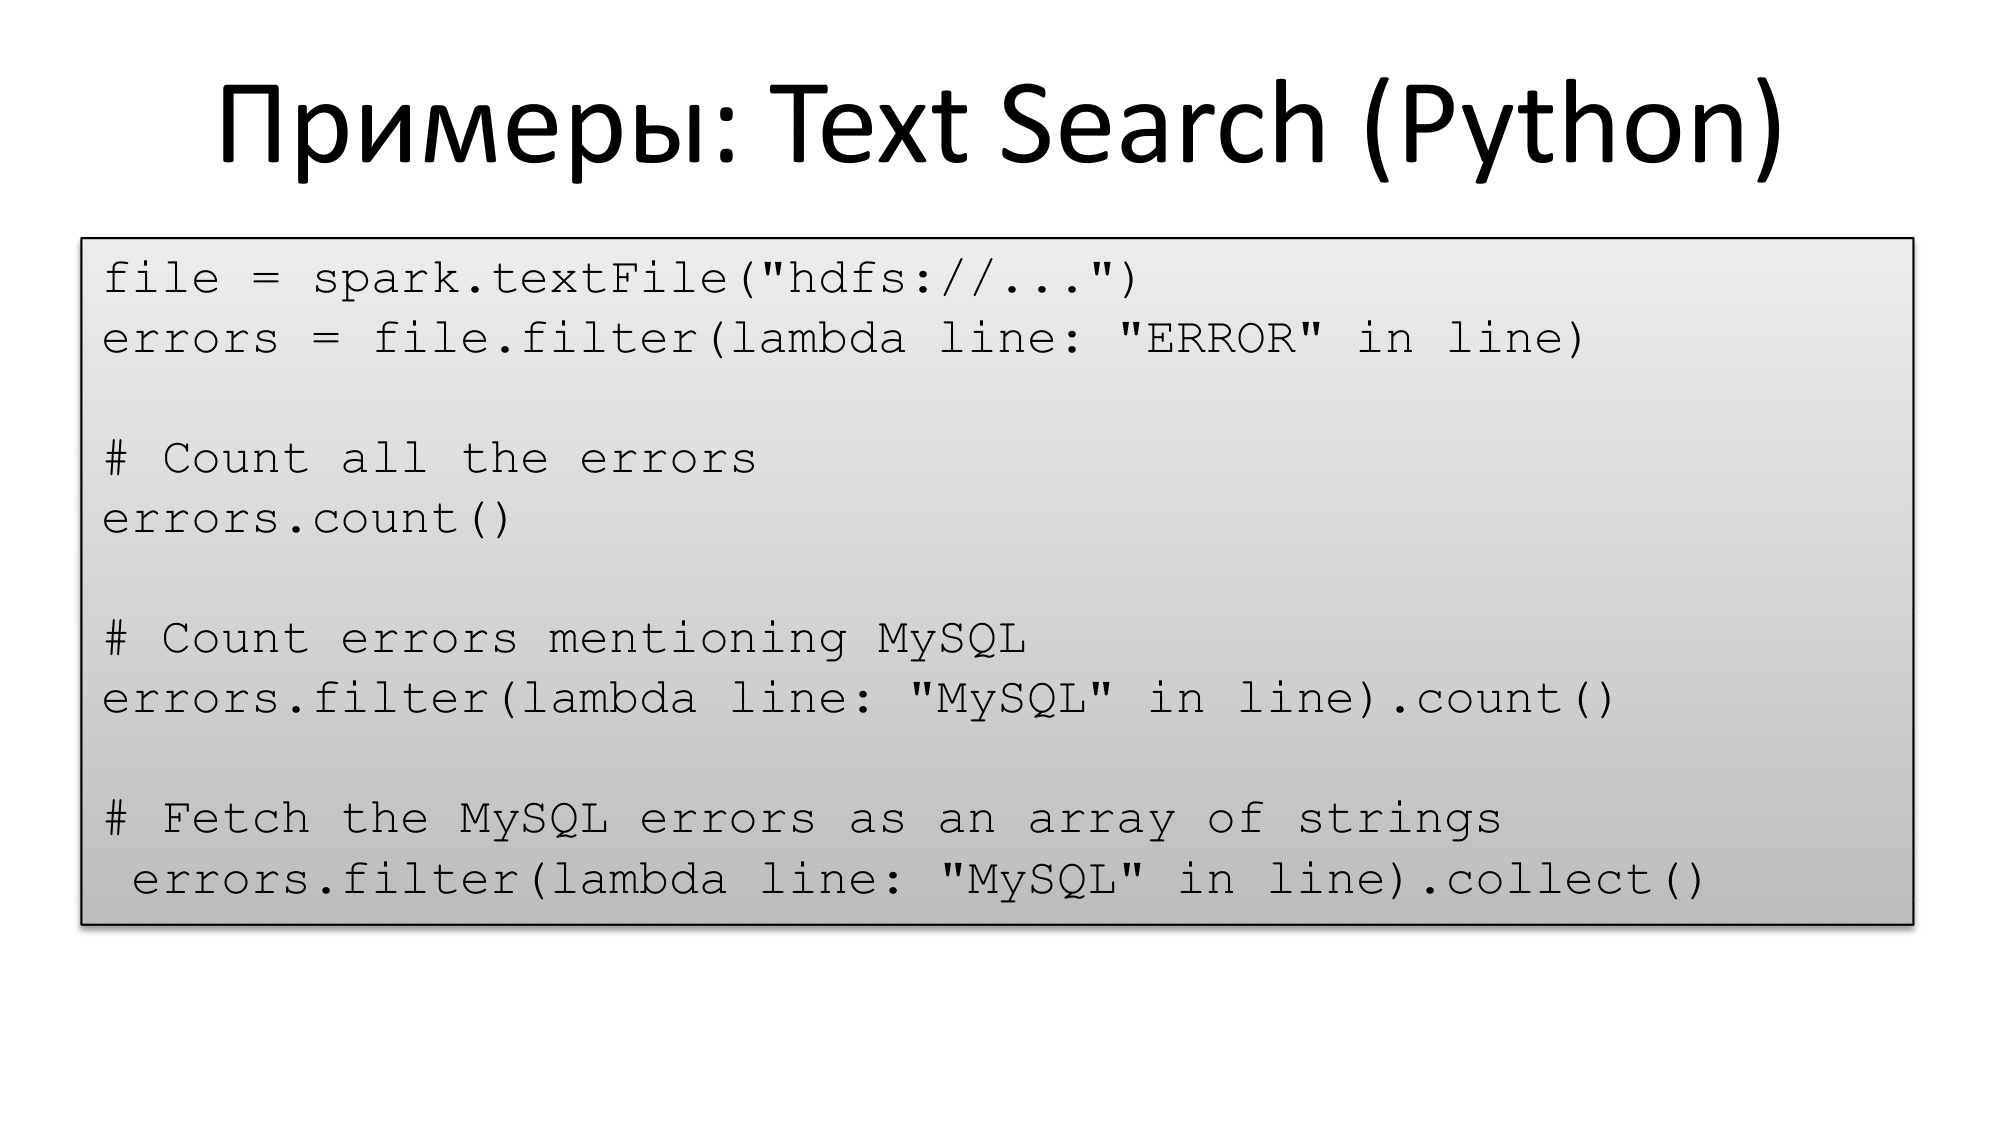 Примеры: Text Search (Python)
file = spark.textFile("hdfs://...")
errors = file.filter(lambda line: "ERROR" in line)
# Count all the errors
errors.count()
# Count errors mentioning MySQL
errors.filter(lambda line: "MySQL" in line).count()
# Fetch the MySQL errors as an array of strings
 errors.filter(lambda line: "MySQL" in line).collect()